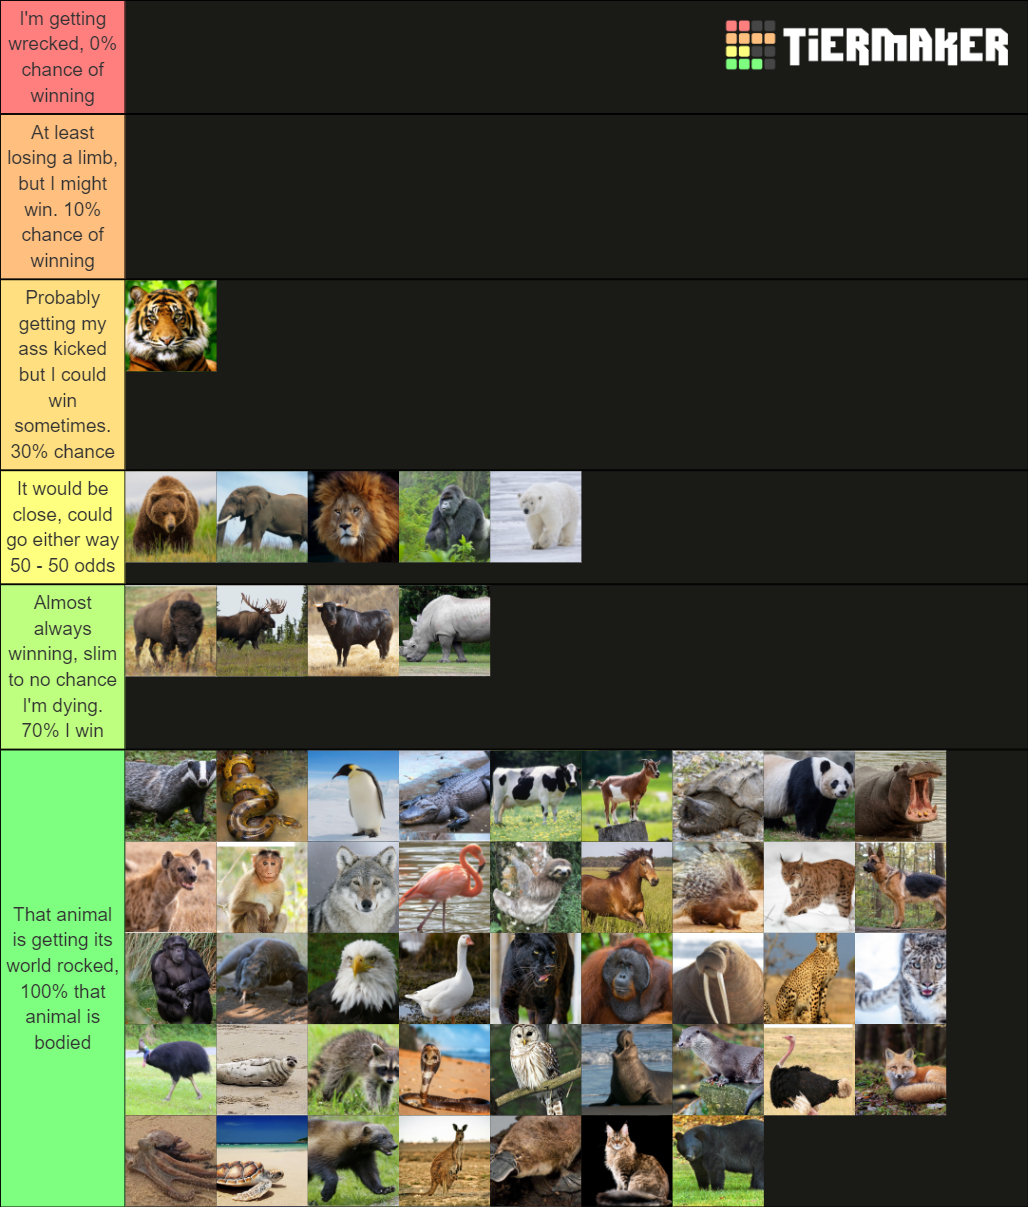 I'm getting
wrecked, 0%
chance of
winning
TiERMAKER
At least
losing a limb,
but I might
win. 10%
chance of
winning
Probably
getting my
ass kicked
but I could
win
sometimes.
30% chance
It would be
close, could
go either way
50 - 50 odds
Almost
always
winning, slim
to no chance
I'm dying.
70% I win
That animal
is getting its
world rocked,
100% that
animal is
bodied